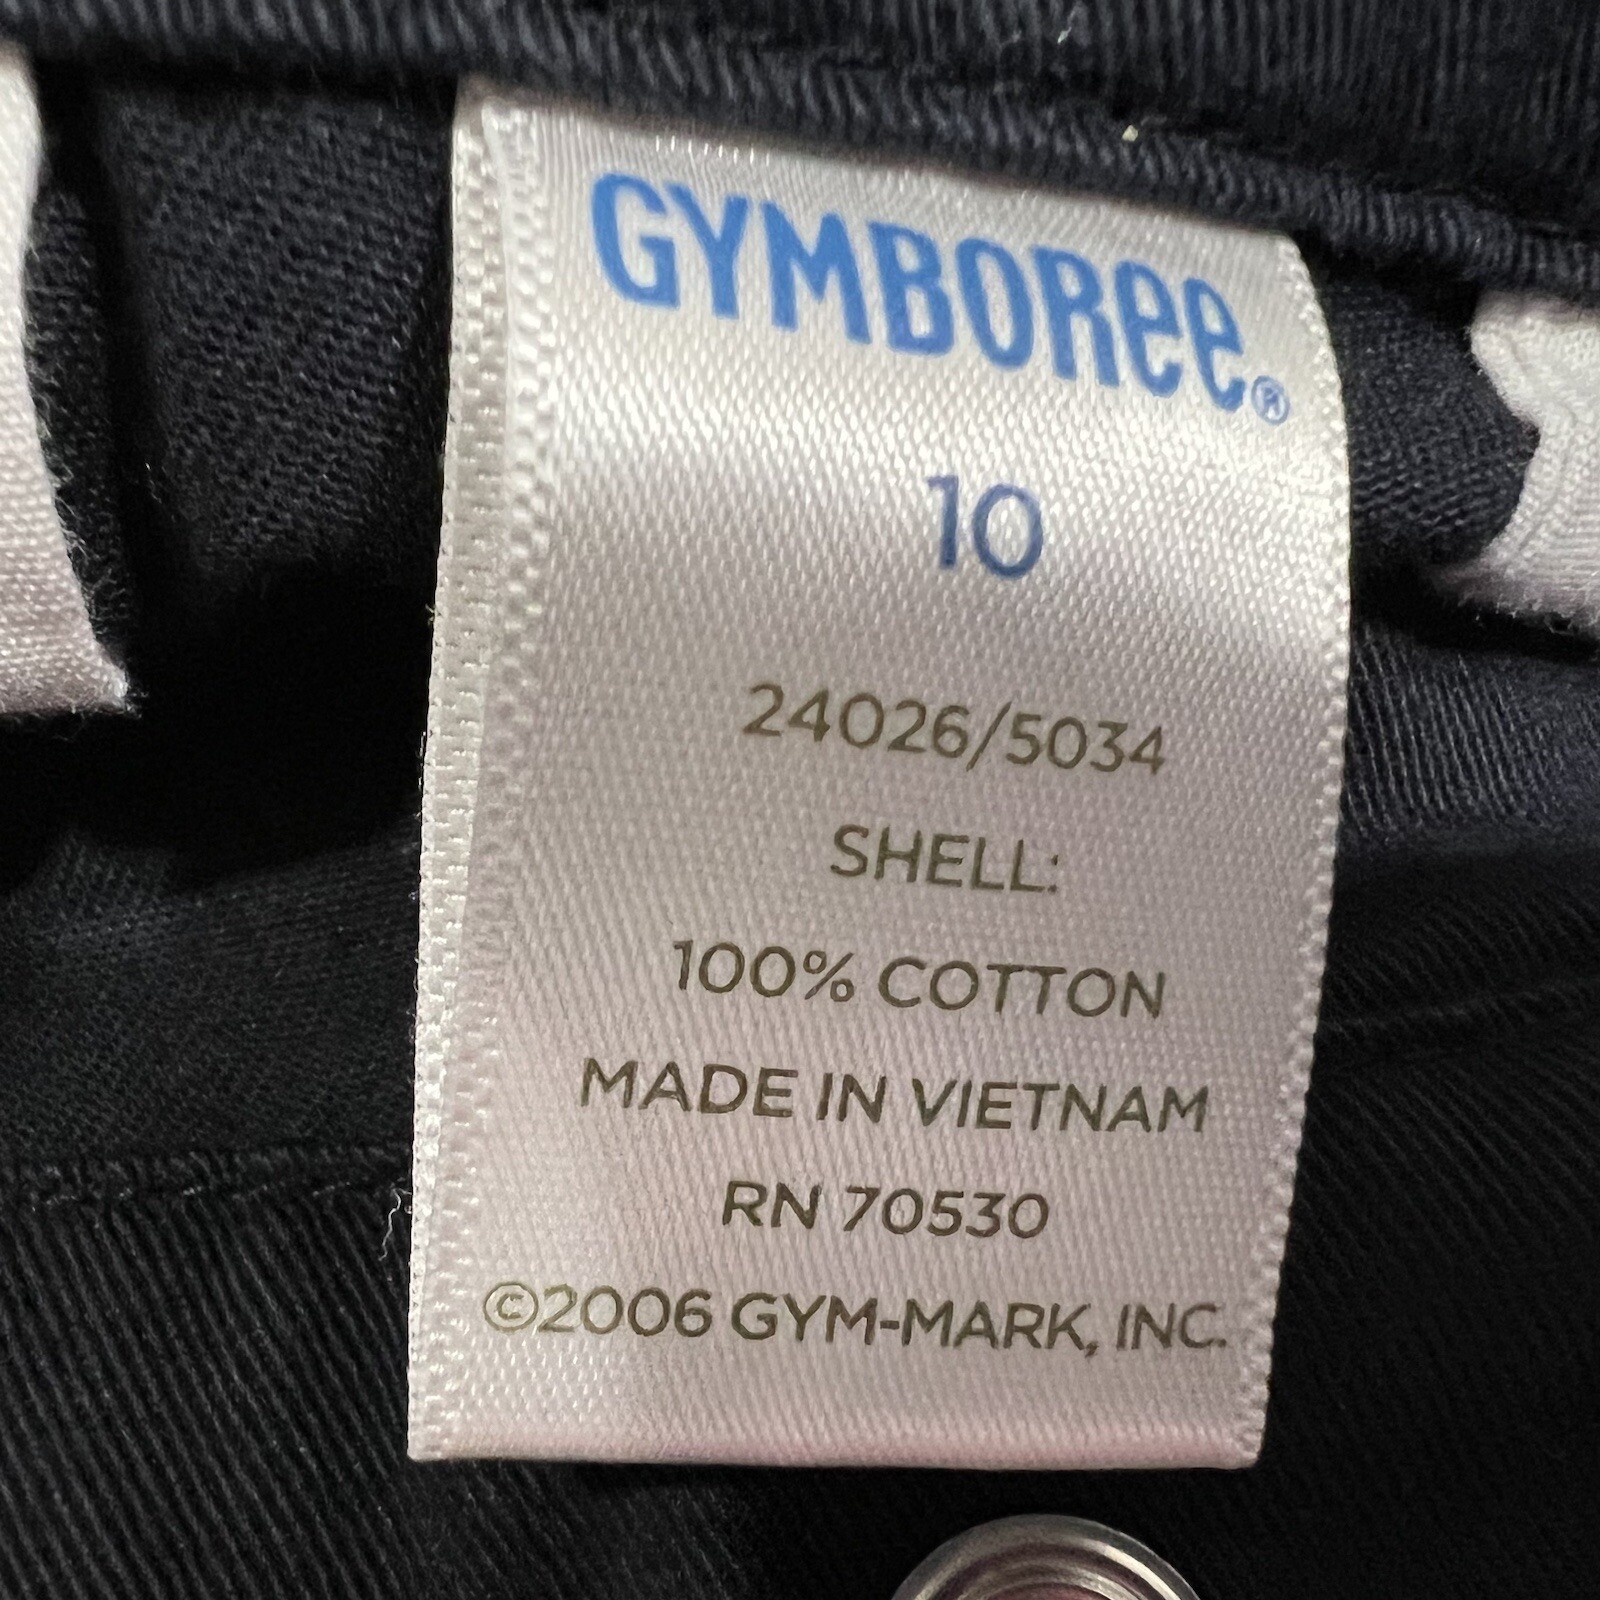 GYMBOREE®
10
24026/5034
SHELL:
100% COTTON
MADE IN VIETNAM
RN 70530
©2006 GYM-MARK, INC.